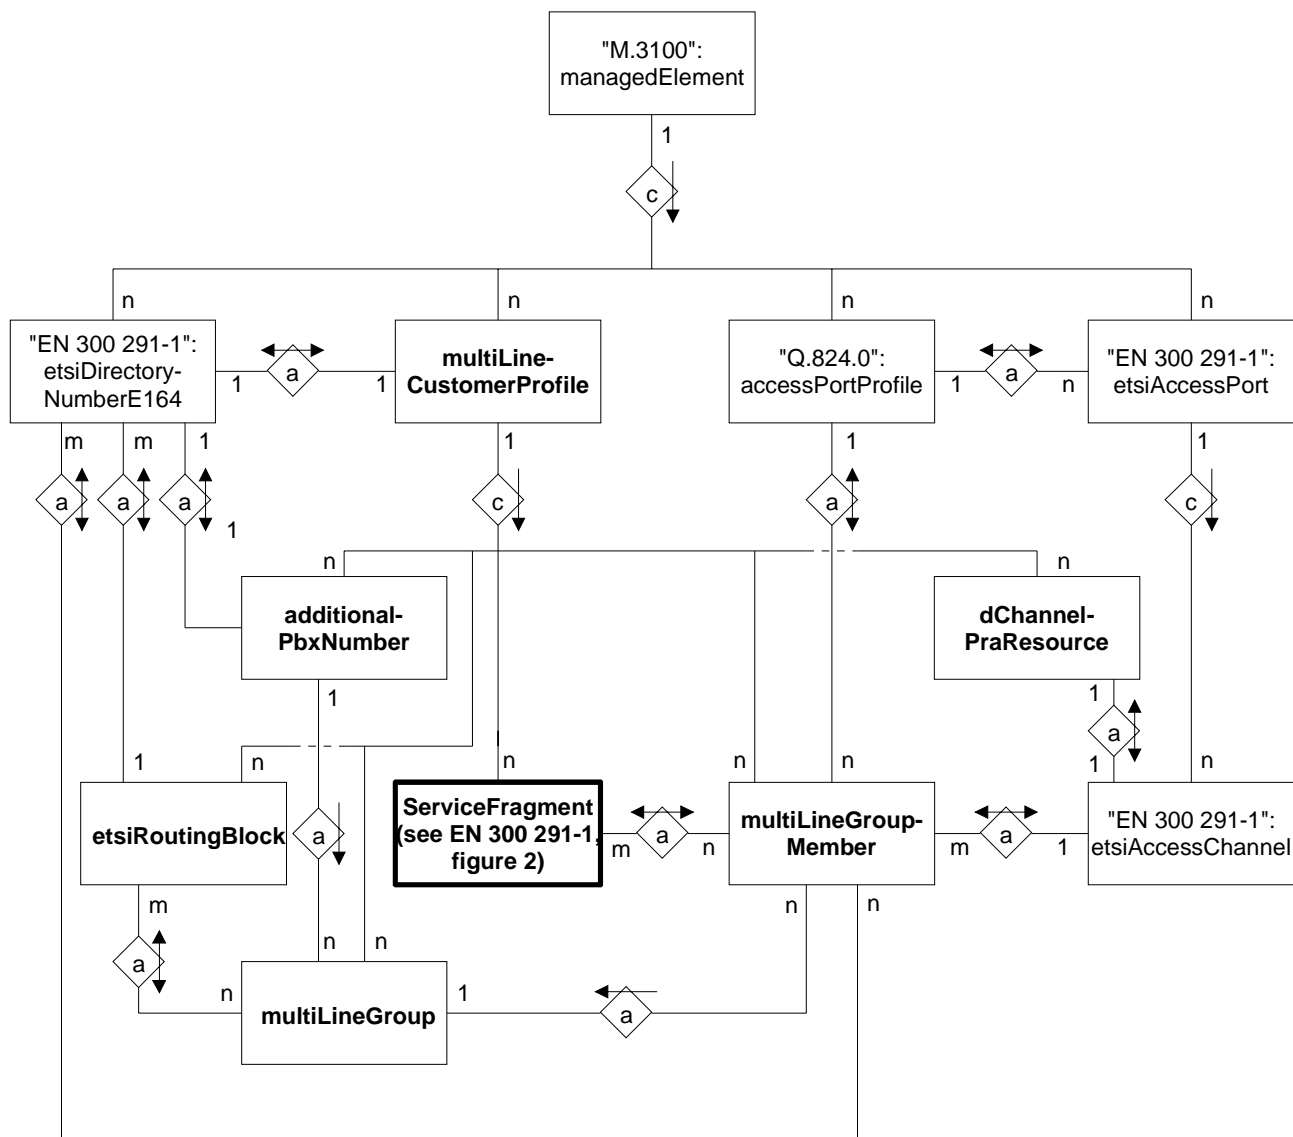 "M.3100":
managedElement
1
c
n
n
n
n
"EN 300 291-1":
etsiDirectory-
NumberE164
1
a
1
multiLine-
CustomerProfile
"Q.824.0":
accessPortProfile
1
a
n
"EN 300 291-1":
etsiAccessPort
m
m
1
1
1
1
a
a
a
c
a
c
1
n
n
additional-
PbxNumber
dChannel-
PraResource
1
1
a
1
n
n
n
n
1
n
etsiRoutingBlock
a
ServiceFragment
(see EN 300 291-1,
figure 2)
m
a
n
multiLineGroup-
Member
m
a
1
"EN 300 291-1":
etsiAccessChannel
m
n
n
a
n
n
n
multiLineGroup
1
a